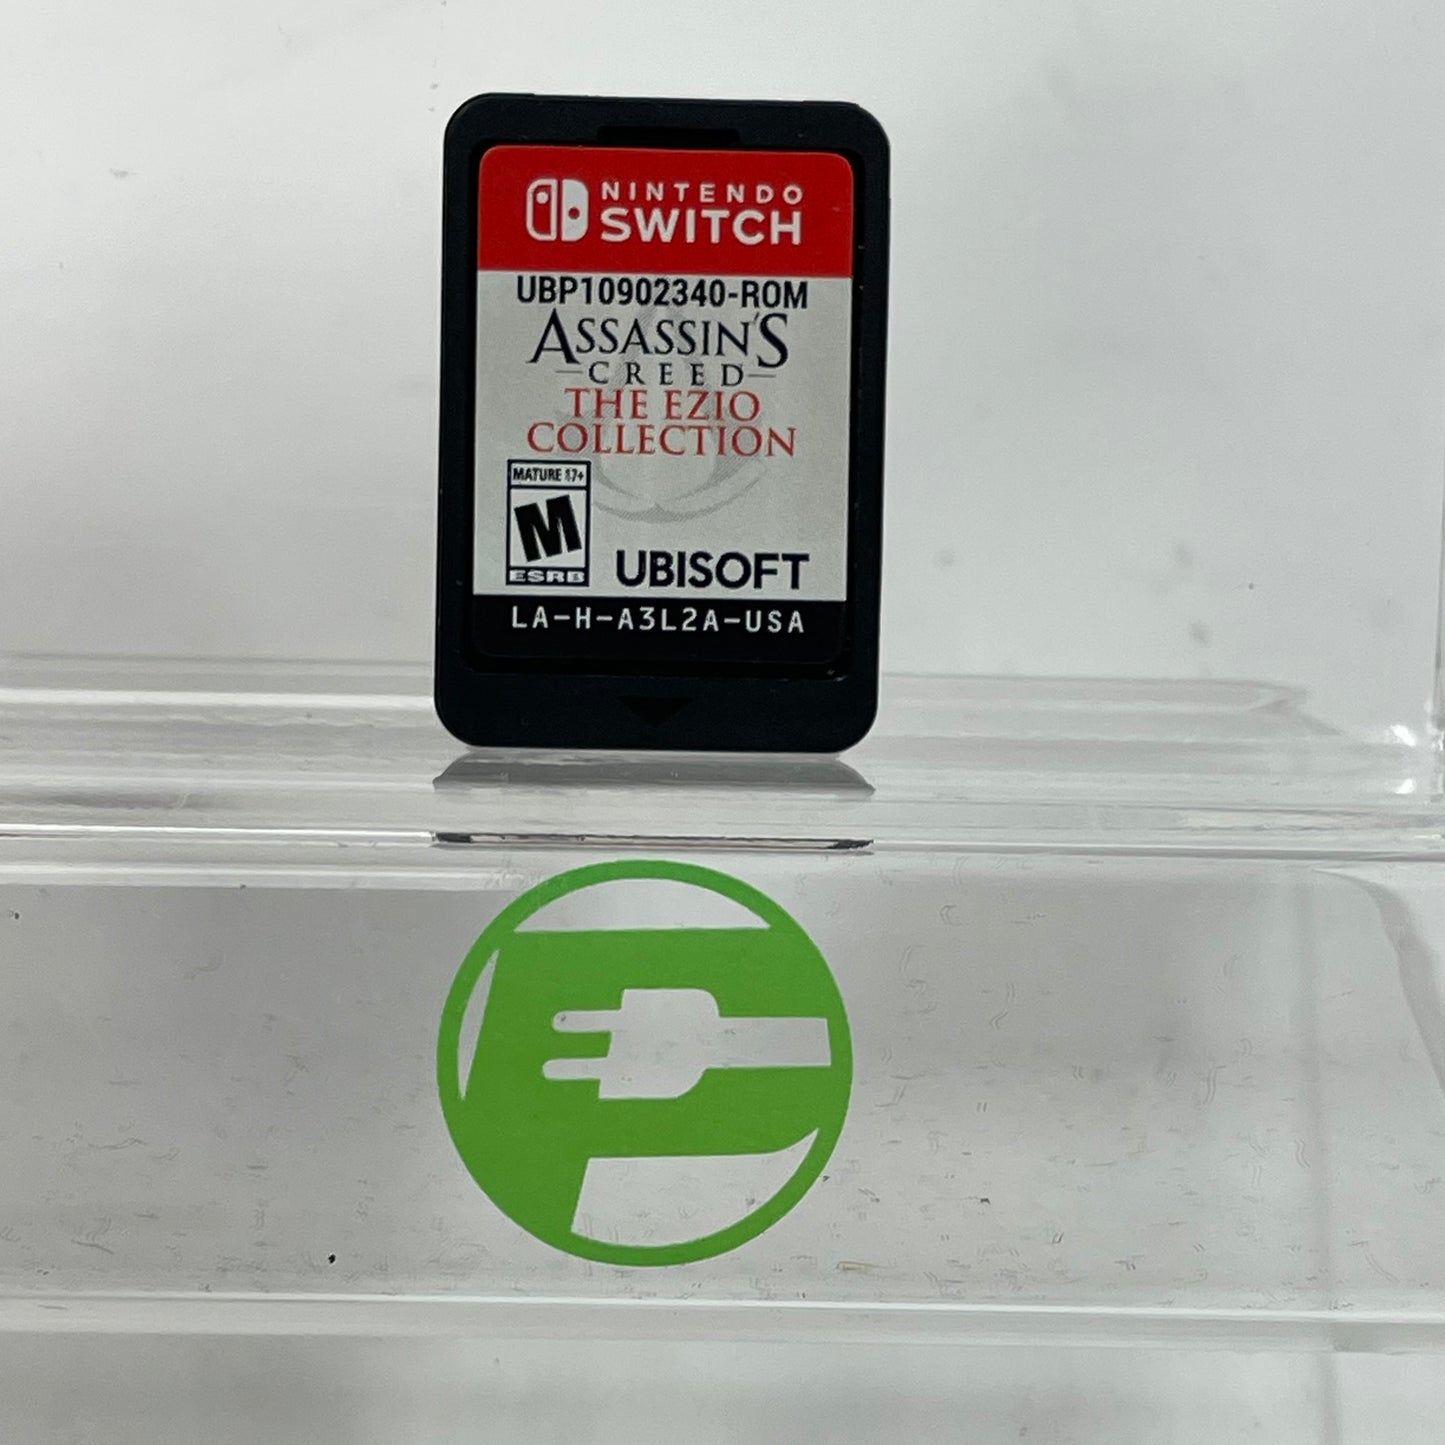 NINTENDO
SWITCH
UBP10902340-ROM
ASSASSIN'S
CREED
THE EZIO
COLLECTION
MATURE 17+
M
ESRB
UBISOFT
LA-H-A3L2A-USA